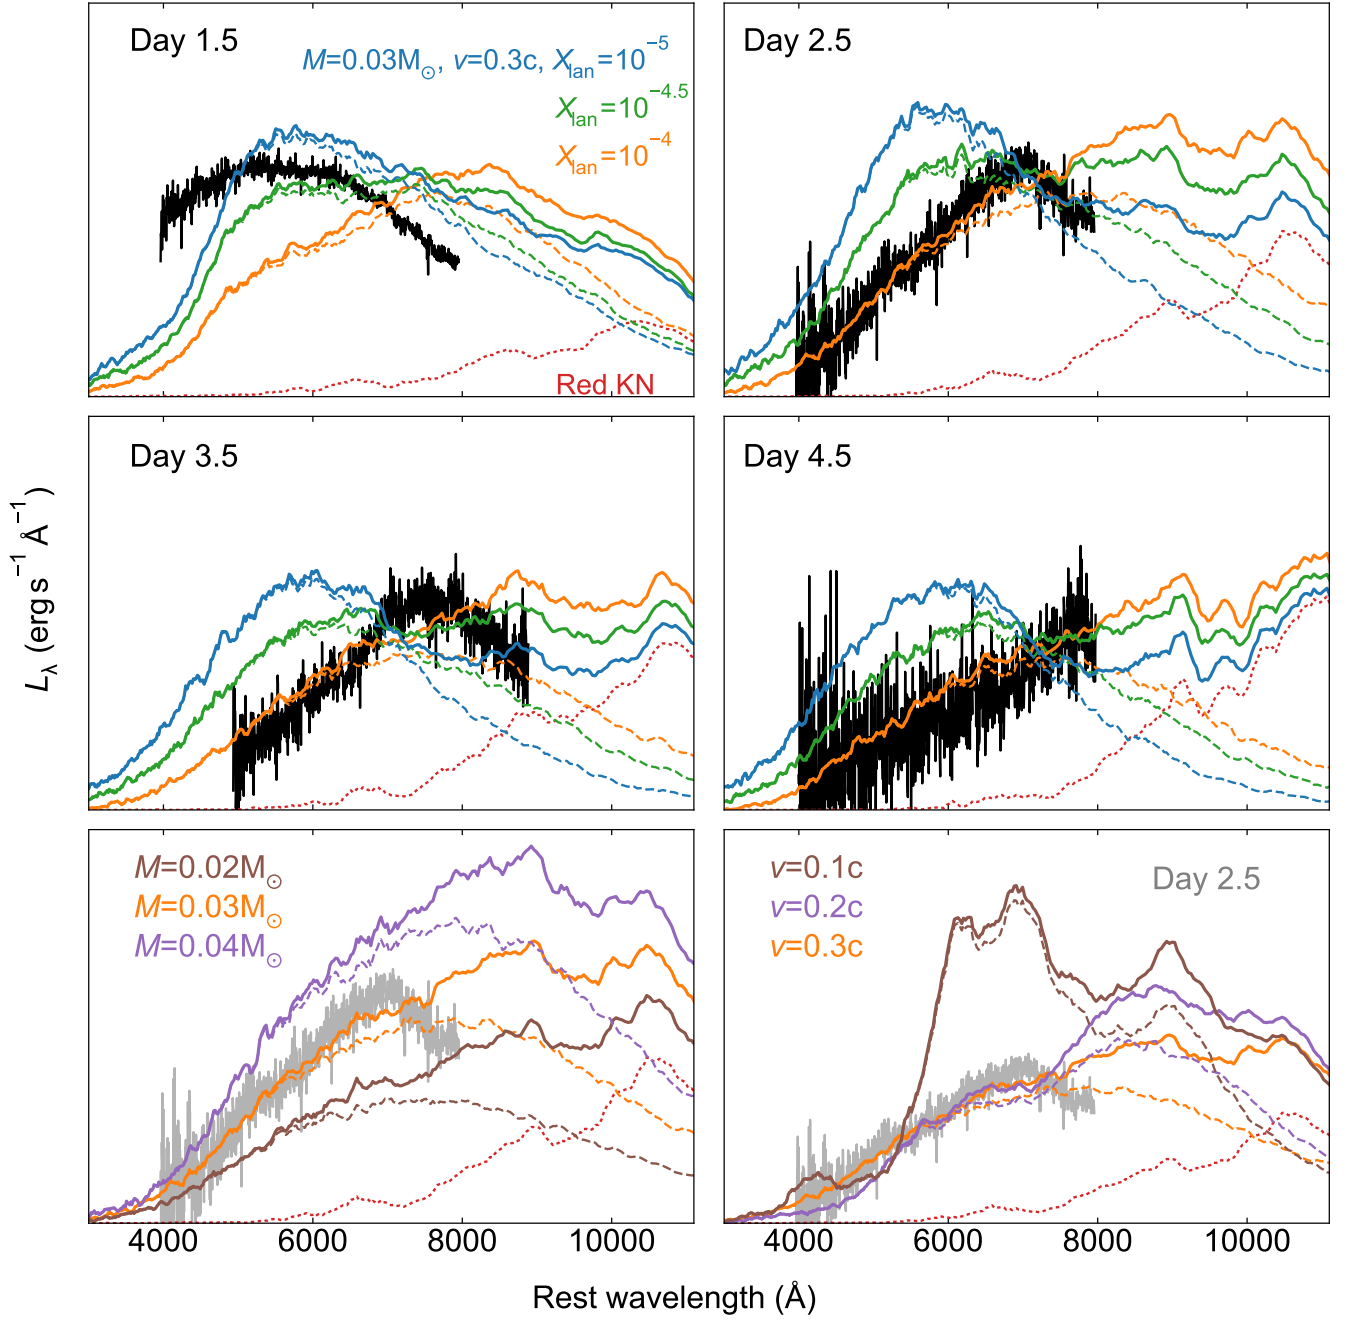 Day 1.5
M=0.03M⊙, v=0.3c, Xlan=10⁻⁵
Xlan=10⁻⁴·⁵
Xlan=10⁻⁴
Red KN
Day 2.5
Day 3.5
Day 4.5
Lλ (erg s⁻¹ Å⁻¹)
M=0.02M⊙
M=0.03M⊙
M=0.04M⊙
v=0.1c
v=0.2c
v=0.3c
Day 2.5
4000 6000 8000 10000
4000 6000 8000 10000
Rest wavelength (Å)